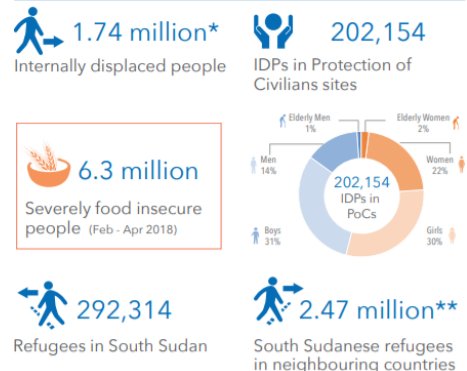 1.74 million*
Internally displaced people
202,154
IDPs in Protection of
Civilians sites
6.3 million
Severely food insecure
people (Feb - Apr 2018)
Elderly Men
1%
Elderly Women
2%
Men
14%
Women
22%
202,154
IDPs in
PoCs
Boys
31%
Girls
30%
292,314
Refugees in South Sudan
2.47 million**
South Sudanese refugees
in neighbouring countries